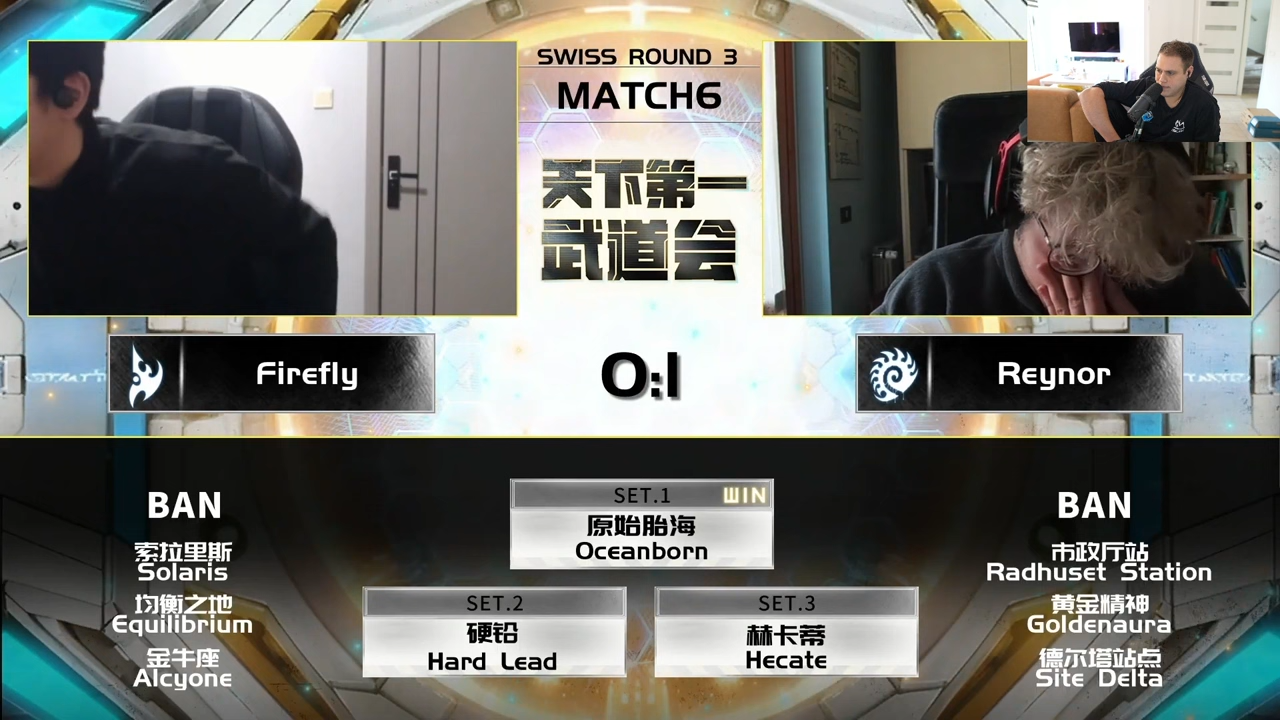 SWISS ROUND 3
MATCH6
天下第一
武道会
Firefly
0:1
Reynor
BAN
索拉里斯
Solaris
均衡之地
Equilibrium
金牛座
Alcyone
SET.1 WIN
原始胎海
Oceanborn
SET.2
硬铅
Hard Lead
SET.3
赫卡蒂
Hecate
BAN
市政厅站
Radhuset Station
黄金精神
Goldenaura
德尔塔站点
Site Delta